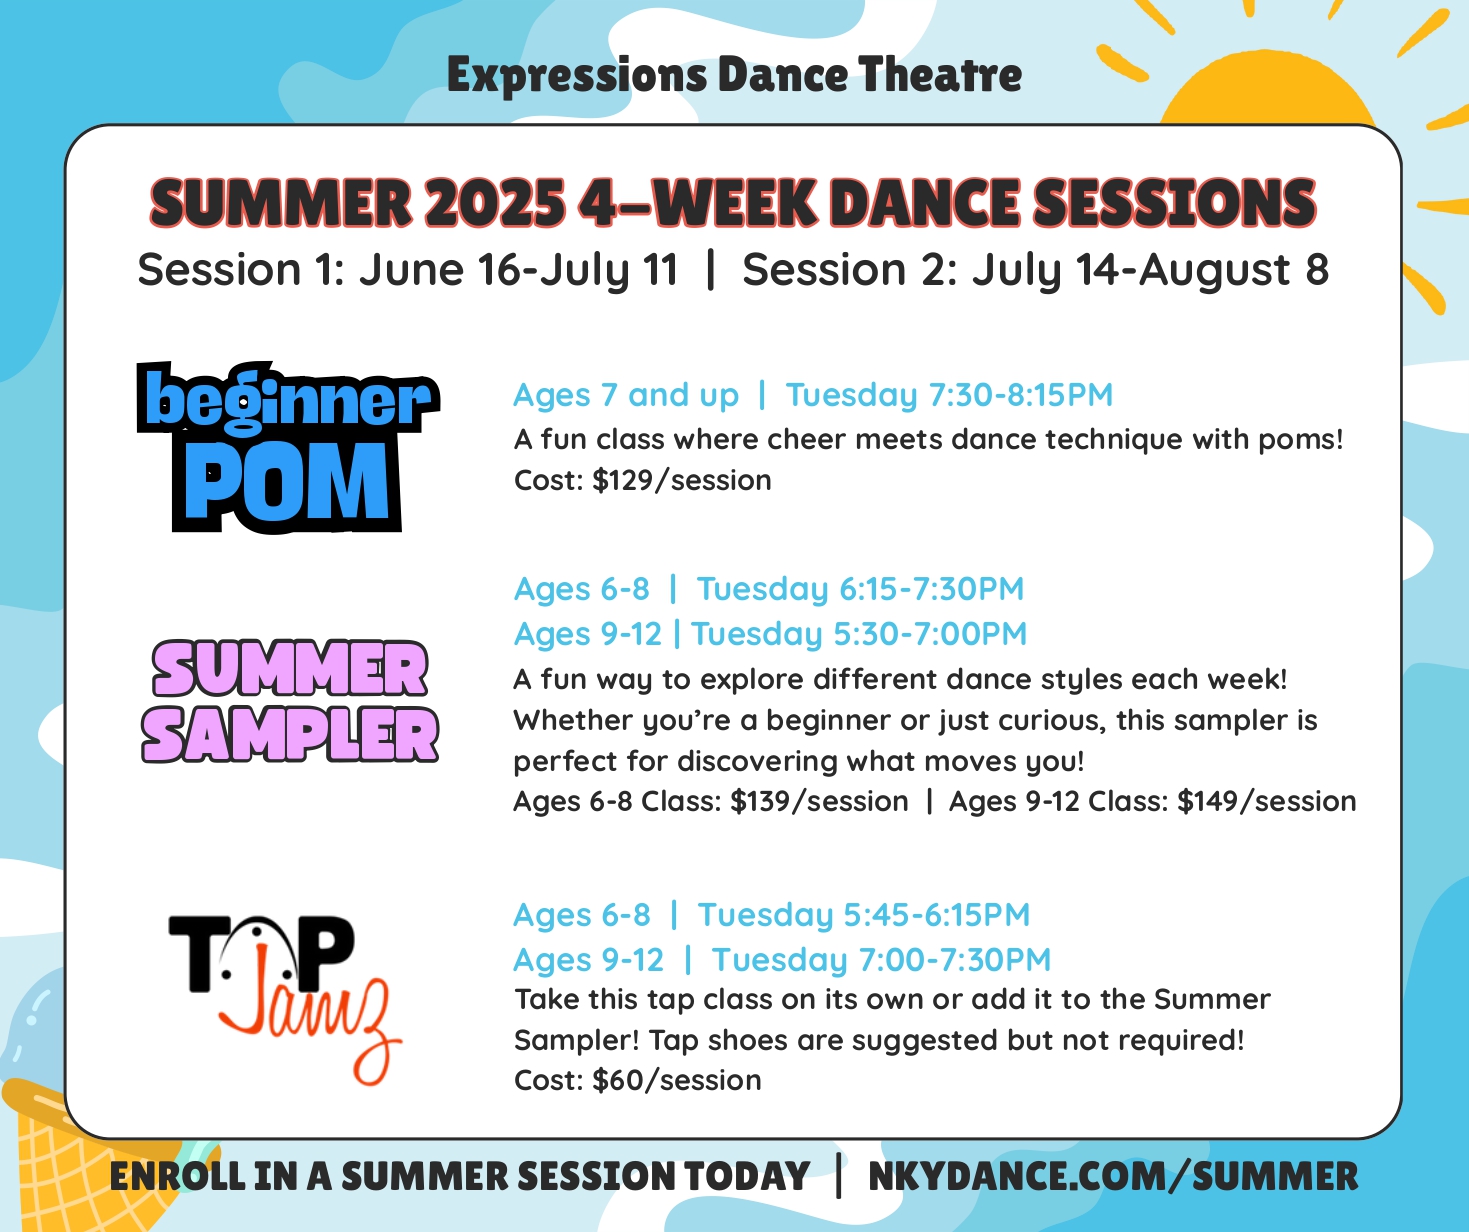 Expressions Dance Theatre
SUMMER 2025 4-WEEK DANCE SESSIONS
Session 1: June 16-July 11 | Session 2: July 14-August 8
beginner
POM
Ages 7 and up | Tuesday 7:30-8:15PM
A fun class where cheer meets dance technique with poms!
Cost: $129/session
SUMMER
SAMPLER
Ages 6-8 | Tuesday 6:15-7:30PM
Ages 9-12 | Tuesday 5:30-7:00PM
A fun way to explore different dance styles each week!
Whether you’re a beginner or just curious, this sampler is
perfect for discovering what moves you!
Ages 6-8 Class: $139/session | Ages 9-12 Class: $149/session
TAP
Jamz
Ages 6-8 | Tuesday 5:45-6:15PM
Ages 9-12 | Tuesday 7:00-7:30PM
Take this tap class on its own or add it to the Summer
Sampler! Tap shoes are suggested but not required!
Cost: $60/session
ENROLL IN A SUMMER SESSION TODAY | NKYDANCE.COM/SUMMER